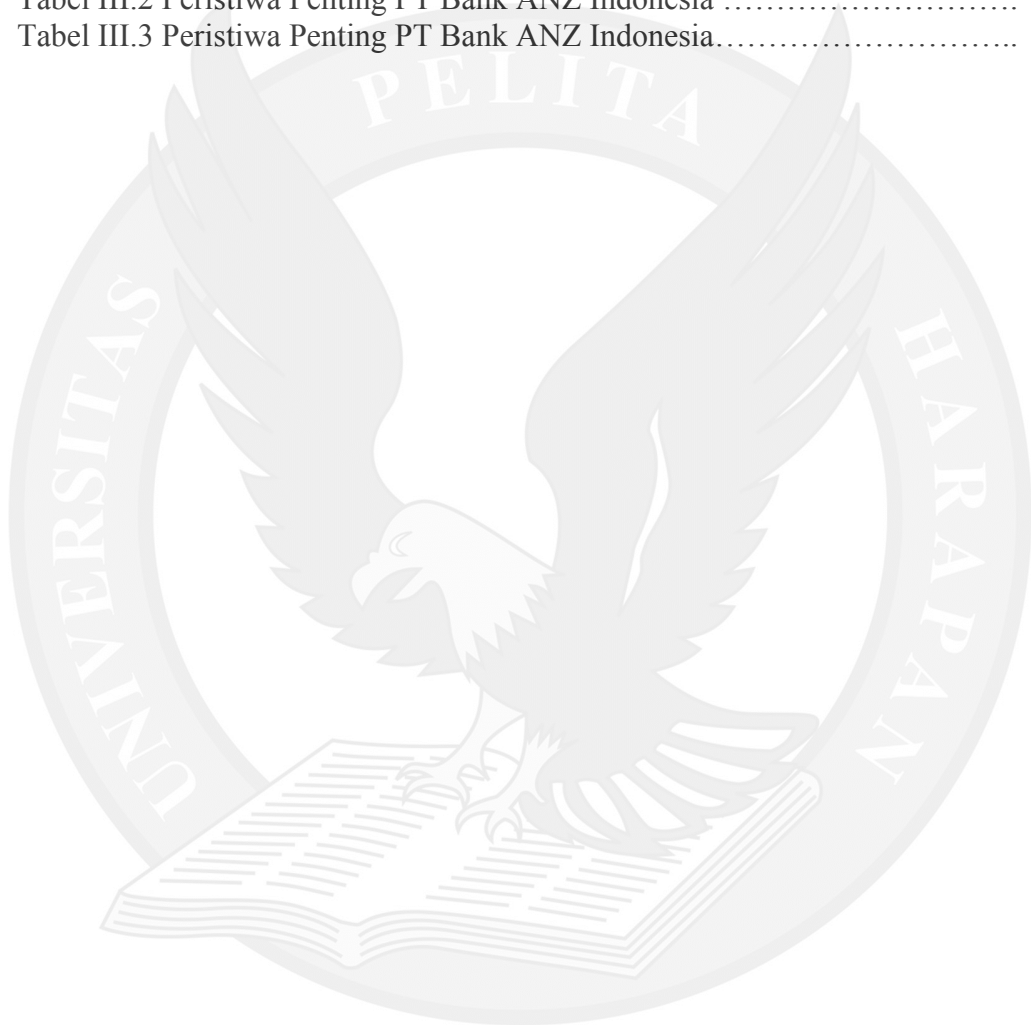 Tabel III.2 Peristiwa Penting PT Bank ANZ Indonesia ……………………….
Tabel III.3 Peristiwa Penting PT Bank ANZ Indonesia………………………..
PELITA
UNIVERSITAS
HARAPAN